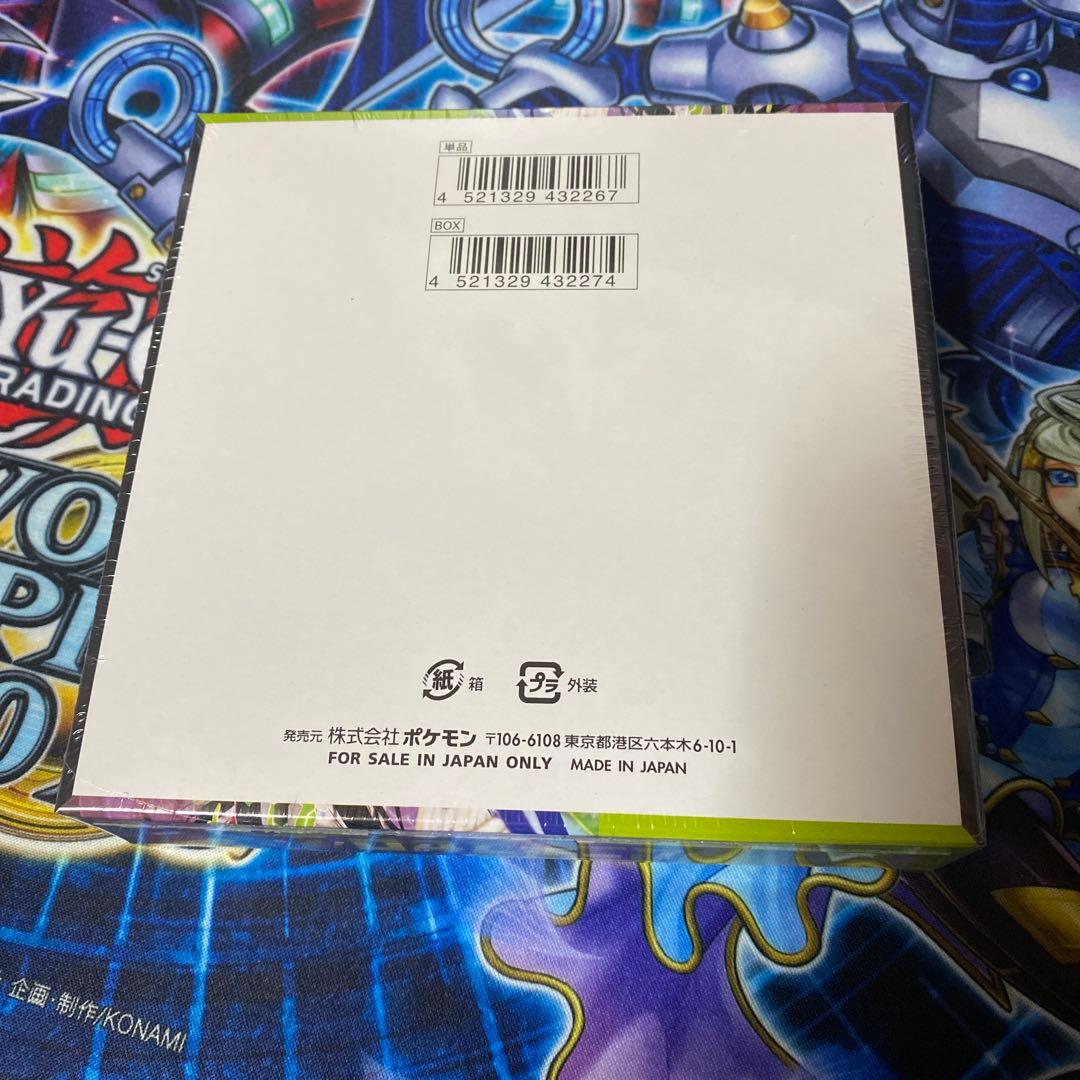 単品
4 521329 432267
BOX
4 521329 432274
紙 箱
プラ 外装
発売元 株式会社 ポケモン 〒106-6108 東京都港区六本木6-10-1
FOR SALE IN JAPAN ONLY MADE IN JAPAN
企画・制作/KONAMI